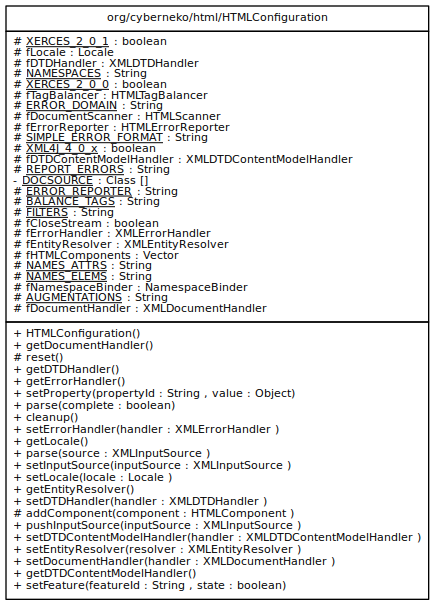 org/cyberneko/html/HTMLConfiguration
# XERCES_2_0_1 : boolean
# fLocale : Locale
# fDTDHandler : XMLDTDHandler
# NAMESPACES : String
# XERCES_2_0_0 : boolean
# fTagBalancer : HTMLTagBalancer
# ERROR_DOMAIN : String
# fDocumentScanner : HTMLScanner
# fErrorReporter : HTMLErrorReporter
# SIMPLE_ERROR_FORMAT : String
# XML4J_4_0_x : boolean
# fDTDContentModelHandler : XMLDTDContentModelHandler
# REPORT_ERRORS : String
- DOCSOURCE : Class []
# ERROR_REPORTER : String
# BALANCE_TAGS : String
# FILTERS : String
# fCloseStream : boolean
# fErrorHandler : XMLErrorHandler
# fEntityResolver : XMLEntityResolver
# fHTMLComponents : Vector
# NAMES_ATTRS : String
# NAMES_ELEMS : String
# fNamespaceBinder : NamespaceBinder
# AUGMENTATIONS : String
# fDocumentHandler : XMLDocumentHandler
+ HTMLConfiguration()
+ getDocumentHandler()
# reset()
+ getDTDHandler()
+ getErrorHandler()
+ setProperty(propertyId : String , value : Object)
+ parse(complete : boolean)
+ cleanup()
+ setErrorHandler(handler : XMLErrorHandler )
+ getLocale()
+ parse(source : XMLInputSource )
+ setInputSource(inputSource : XMLInputSource )
+ setLocale(locale : Locale )
+ getEntityResolver()
+ setDTDHandler(handler : XMLDTDHandler )
# addComponent(component : HTMLComponent )
+ pushInputSource(inputSource : XMLInputSource )
+ setDTDContentModelHandler(handler : XMLDTDContentModelHandler )
+ setEntityResolver(resolver : XMLEntityResolver )
+ setDocumentHandler(handler : XMLDocumentHandler )
+ getDTDContentModelHandler()
+ setFeature(featureId : String , state : boolean)